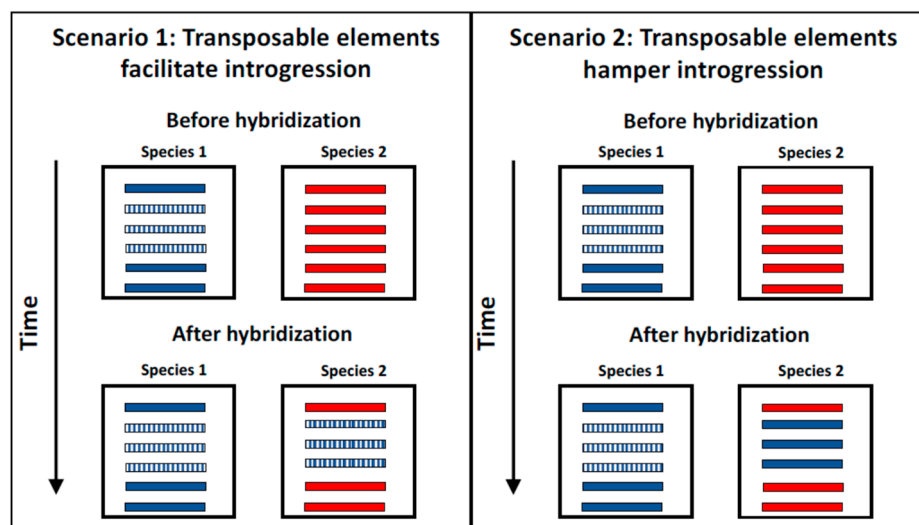 Scenario 1: Transposable elements
facilitate introgression
Before hybridization
Species 1
Species 2
Time
After hybridization
Species 1
Species 2
Scenario 2: Transposable elements
hamper introgression
Before hybridization
Species 1
Species 2
Time
After hybridization
Species 1
Species 2